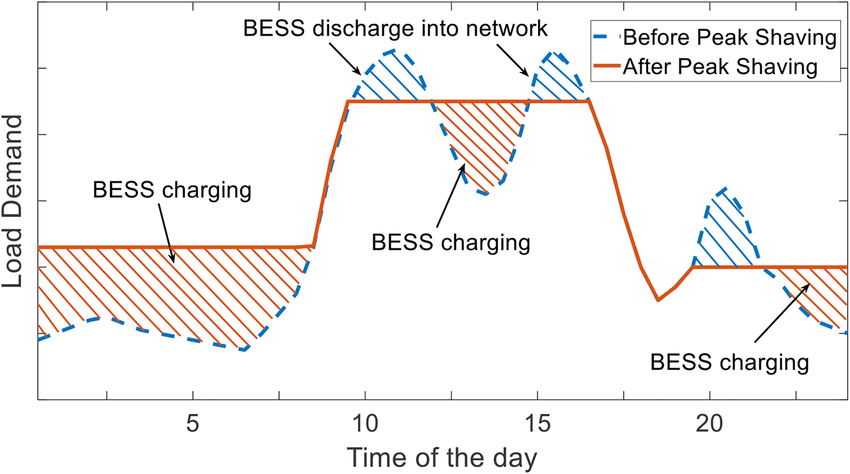 BESS discharge into network
Before Peak Shaving
After Peak Shaving
BESS charging
BESS charging
BESS charging
Load Demand
5
10
15
20
Time of the day